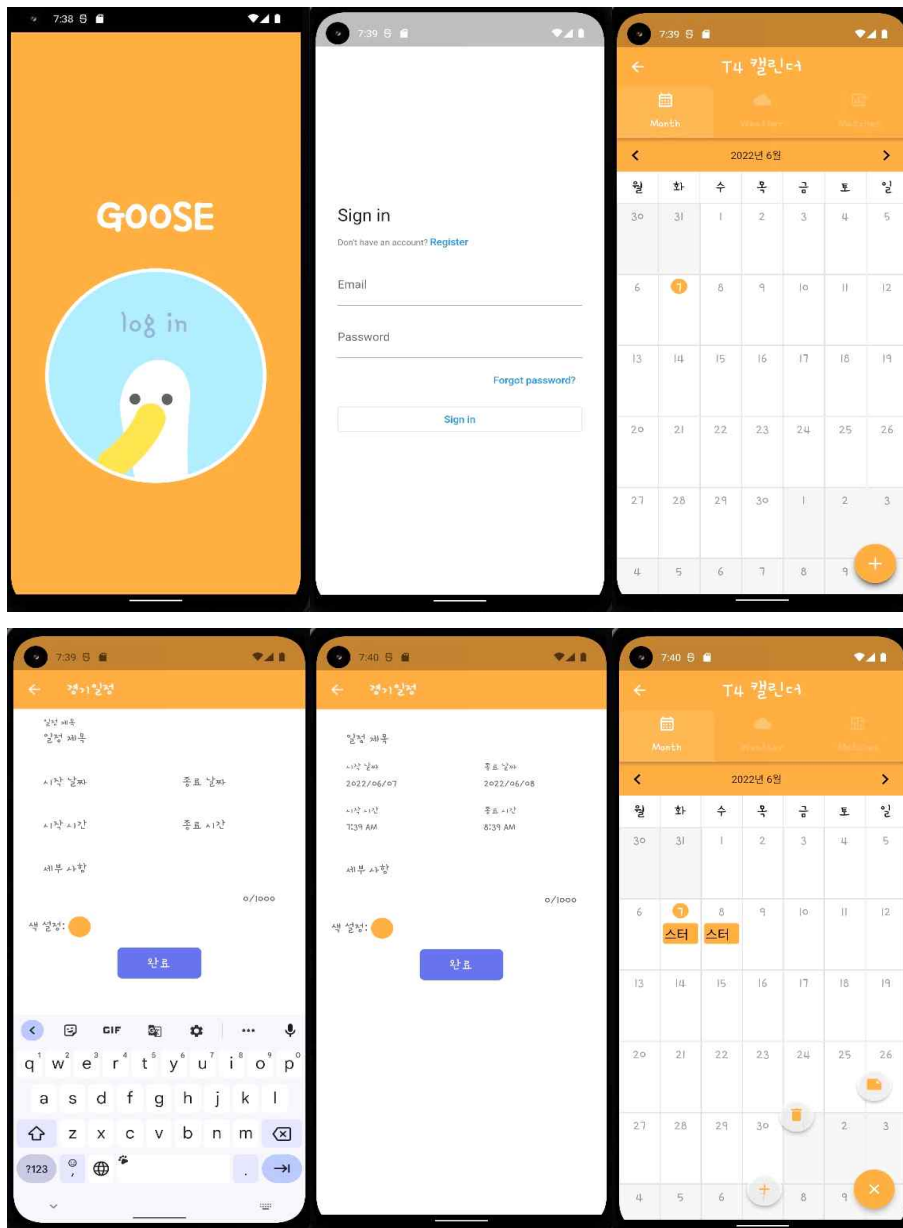 7:38
GOOSE
log in
7:39
Sign in
Don't have an account? Register
Email
Password
Forgot password?
Sign in
7:39
T4 캘린더
Month
2022년 6월
월 화 수 목 금 토 일
30 31 1 2 3 4 5
6 7 8 9 10 11 12
13 14 15 16 17 18 19
20 21 22 23 24 25 26
27 28 29 30 1 2 3
4 5 6 7 8 9
7:39
경기일정
일정 제목
일정 제목
시작 날짜 종료 날짜
시작 시간 종료 시간
세부 사항
0/1000
색 설정:
완료
GIF
q1 w2 e3 r4 t5 y6 u7 i8 o9 p0
a s d f g h j k l
z x c v b n m
?123 , .
7:40
경기일정
일정 제목
시작 날짜 종료 날짜
2022/06/07 2022/06/08
시작 시간 종료 시간
7:39 AM 8:39 AM
세부 사항
0/1000
색 설정:
완료
7:40
T4 캘린더
Month
2022년 6월
월 화 수 목 금 토 일
30 31 1 2 3 4 5
6 7 8 9 10 11 12
스터 스터
13 14 15 16 17 18 19
20 21 22 23 24 25 26
27 28 29 30 2 3
4 5 6 8 9